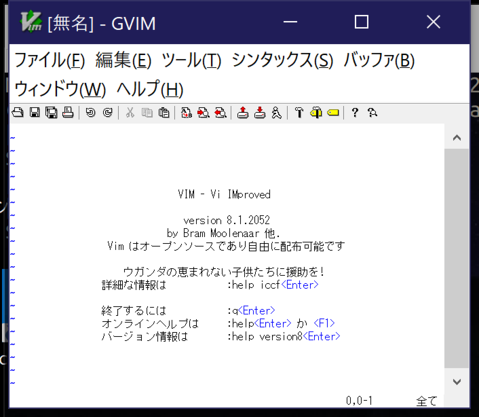 [無名] - GVIM
ファイル(F) 編集(E) ツール(T) シンタックス(S) バッファ(B)
ウィンドウ(W) ヘルプ(H)
~
~
~
~
~ VIM - Vi IMproved
~
~ version 8.1.2052
~ by Bram Moolenaar 他.
~ Vim はオープンソースであり自由に配布可能です
~
~ ウガンダの恵まれない子供たちに援助を!
~ 詳細な情報は :help iccf<Enter>
~
~ 終了するには :q<Enter>
~ オンラインヘルプは :help<Enter> か <F1>
~ バージョン情報は :help version8<Enter>
~
~
~
~
0,0-1 全て